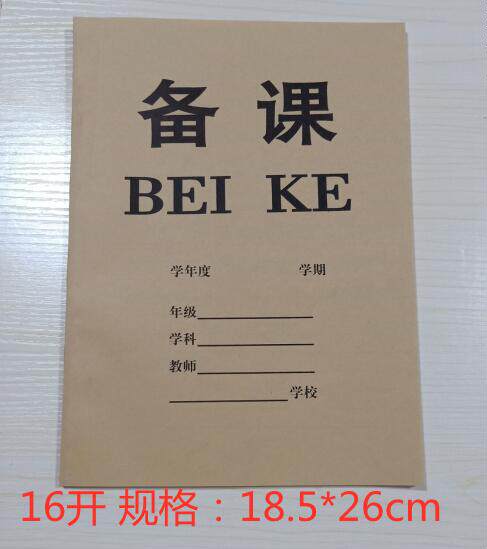 备课
BEI KE
学年度 学期
年级
学科
教师
学校
16开 规格：18.5*26cm